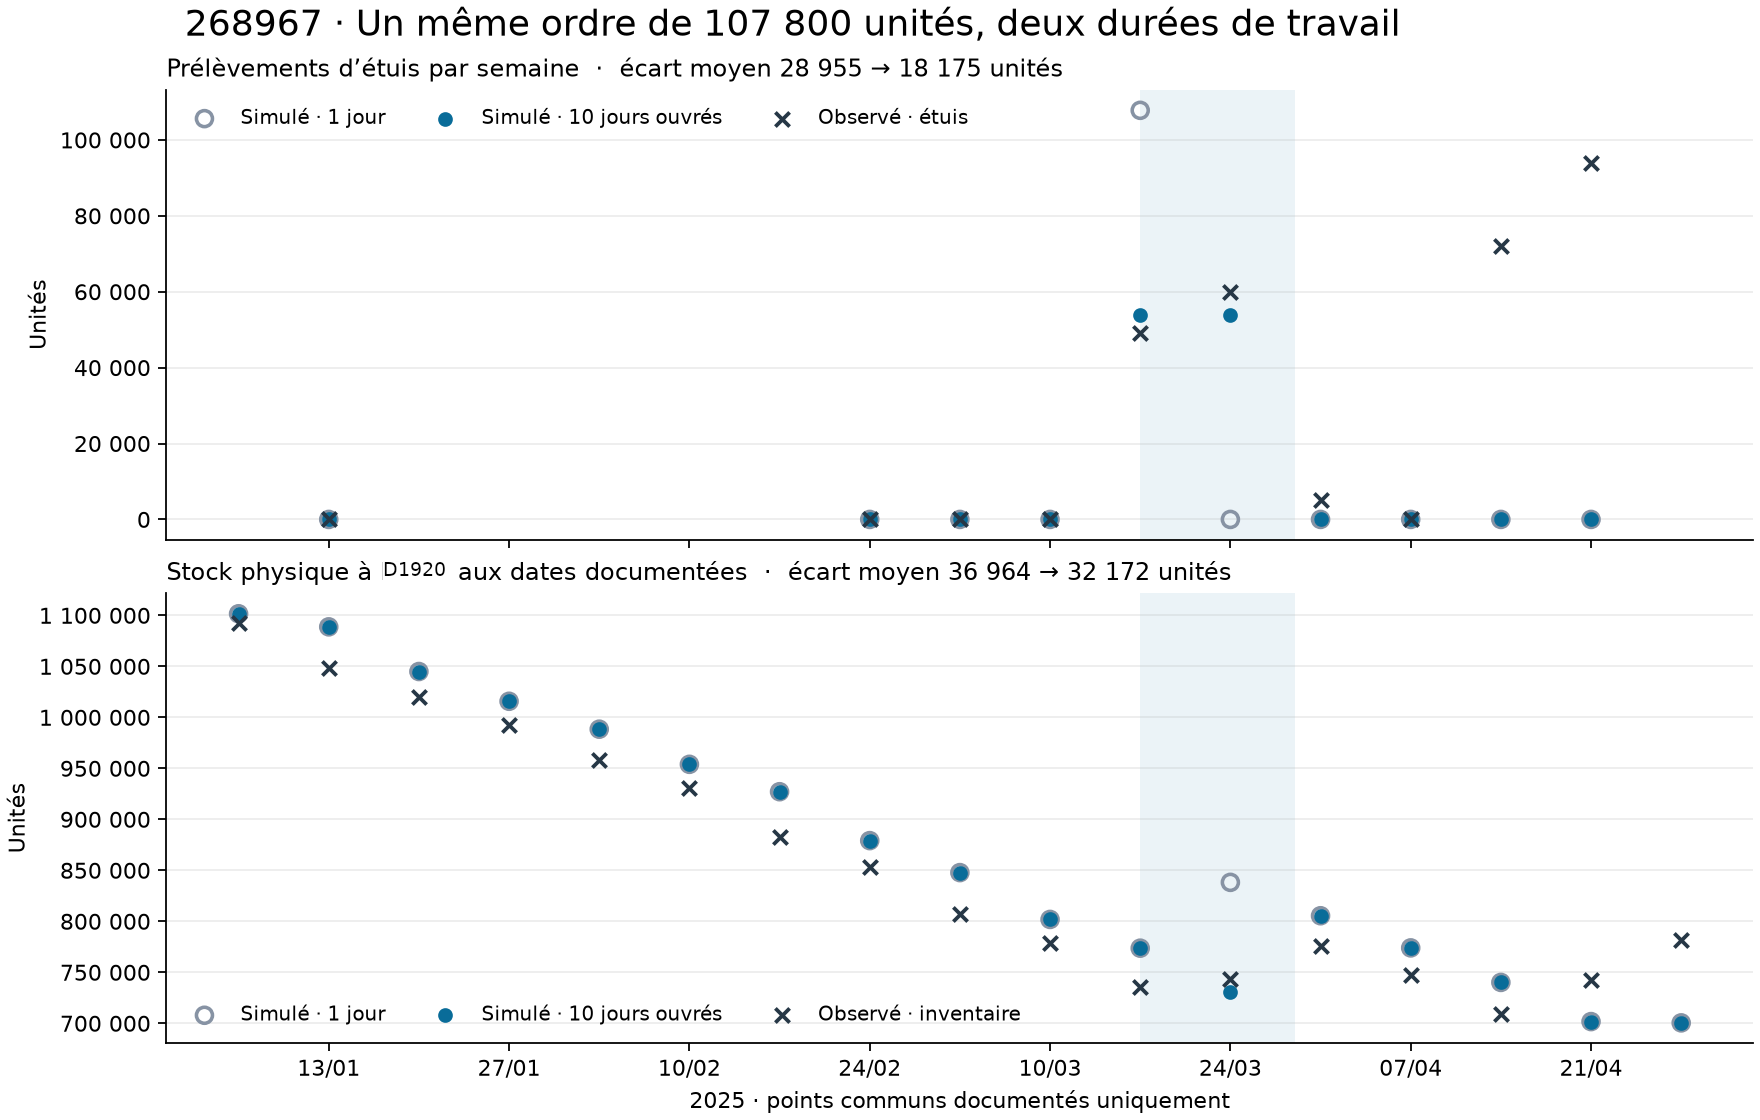 268967 · Un même ordre de 107 800 unités, deux durées de travail
Prélèvements d’étuis par semaine · écart moyen 28 955 → 18 175 unités
Simulé · 1 jour
Simulé · 10 jours ouvrés
Observé · étuis
100 000
80 000
60 000
40 000
20 000
0
Unités
Stock physique à D1920 aux dates documentées · écart moyen 36 964 → 32 172 unités
1 100 000
1 050 000
1 000 000
950 000
900 000
850 000
800 000
750 000
700 000
Unités
Simulé · 1 jour
Simulé · 10 jours ouvrés
Observé · inventaire
13/01
27/01
10/02
24/02
10/03
24/03
07/04
21/04
2025 · points communs documentés uniquement